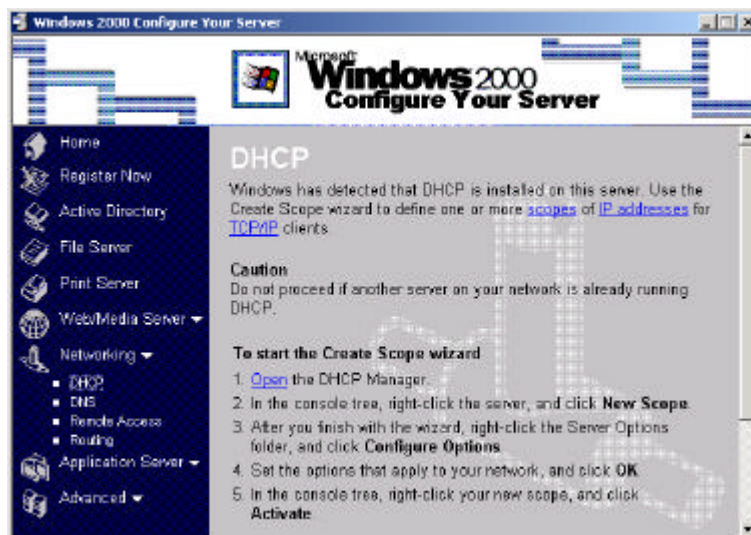 Windows 2000 Configure Your Server
Microsoft
Windows 2000
Configure Your Server
Home
Register Now
Active Directory
File Server
Print Server
Web/Media Server
Networking
DHCP
DNS
Remote Access
Routing
Application Server
Advanced
DHCP
Windows has detected that DHCP is installed on this server. Use the
Create Scope wizard to define one or more scopes of IP addresses for
TCP/IP clients.
Caution
Do not proceed if another server on your network is already running
DHCP.
To start the Create Scope wizard
1. Open the DHCP Manager.
2. In the console tree, right-click the server, and click New Scope.
3. After you finish with the wizard, right-click the Server Options
folder, and click Configure Options.
4. Set the options that apply to your network, and click OK.
5. In the console tree, right-click your new scope, and click
Activate.